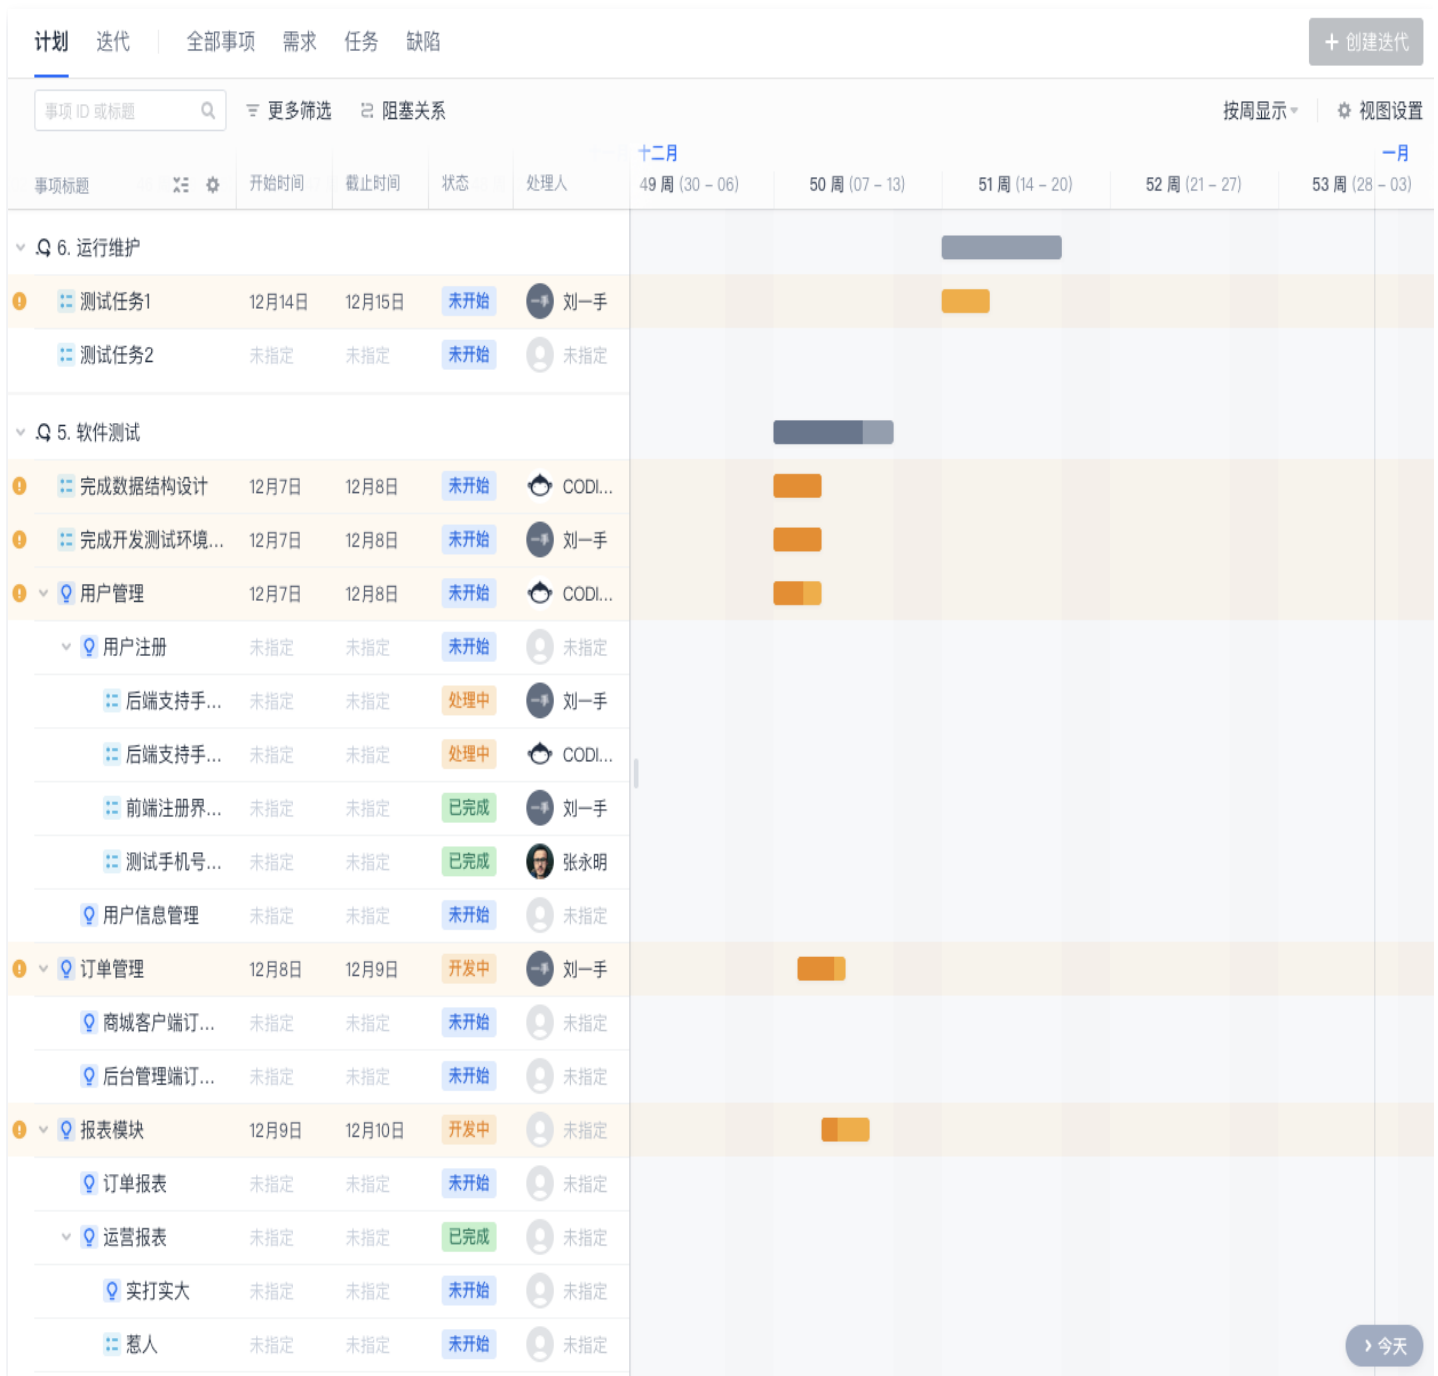 计划 迭代 全部事项 需求 任务 缺陷 + 创建迭代
事项 ID 或标题 更多筛选 阻塞关系 按周显示 视图设置
十二月 一月
事项标题 开始时间 截止时间 状态 处理人 49 周 (30 – 06) 50 周 (07 – 13) 51 周 (14 – 20) 52 周 (21 – 27) 53 周 (28 – 03)
6. 运行维护
测试任务1 12月14日 12月15日 未开始 一手 刘一手
测试任务2 未指定 未指定 未开始 未指定
5. 软件测试
完成数据结构设计 12月7日 12月8日 未开始 CODI...
完成开发测试环境... 12月7日 12月8日 未开始 一手 刘一手
用户管理 12月7日 12月8日 未开始 CODI...
用户注册 未指定 未指定 未开始 未指定
后端支持手... 未指定 未指定 处理中 一手 刘一手
后端支持手... 未指定 未指定 处理中 CODI...
前端注册界... 未指定 未指定 已完成 一手 刘一手
测试手机号... 未指定 未指定 已完成 张永明
用户信息管理 未指定 未指定 未开始 未指定
订单管理 12月8日 12月9日 开发中 一手 刘一手
商城客户端订... 未指定 未指定 未开始 未指定
后台管理端订... 未指定 未指定 未开始 未指定
报表模块 12月9日 12月10日 开发中 未指定
订单报表 未指定 未指定 未开始 未指定
运营报表 未指定 未指定 已完成 未指定
实打实大 未指定 未指定 未开始 未指定
惹人 未指定 未指定 未开始 未指定
今天